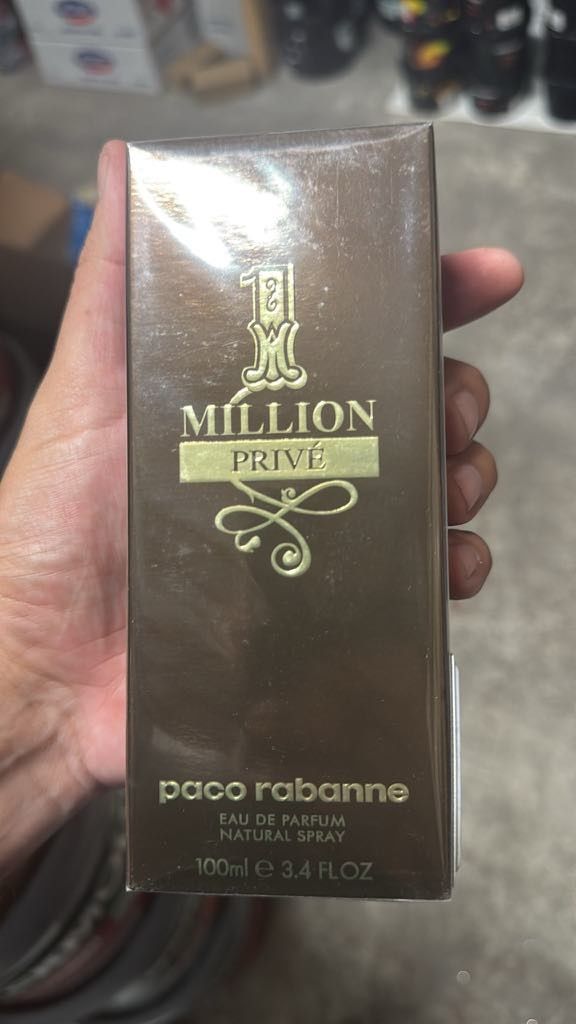 1
MILLION
PRIVÉ
paco rabanne
EAU DE PARFUM
NATURAL SPRAY
100ml e 3.4 FLOZ